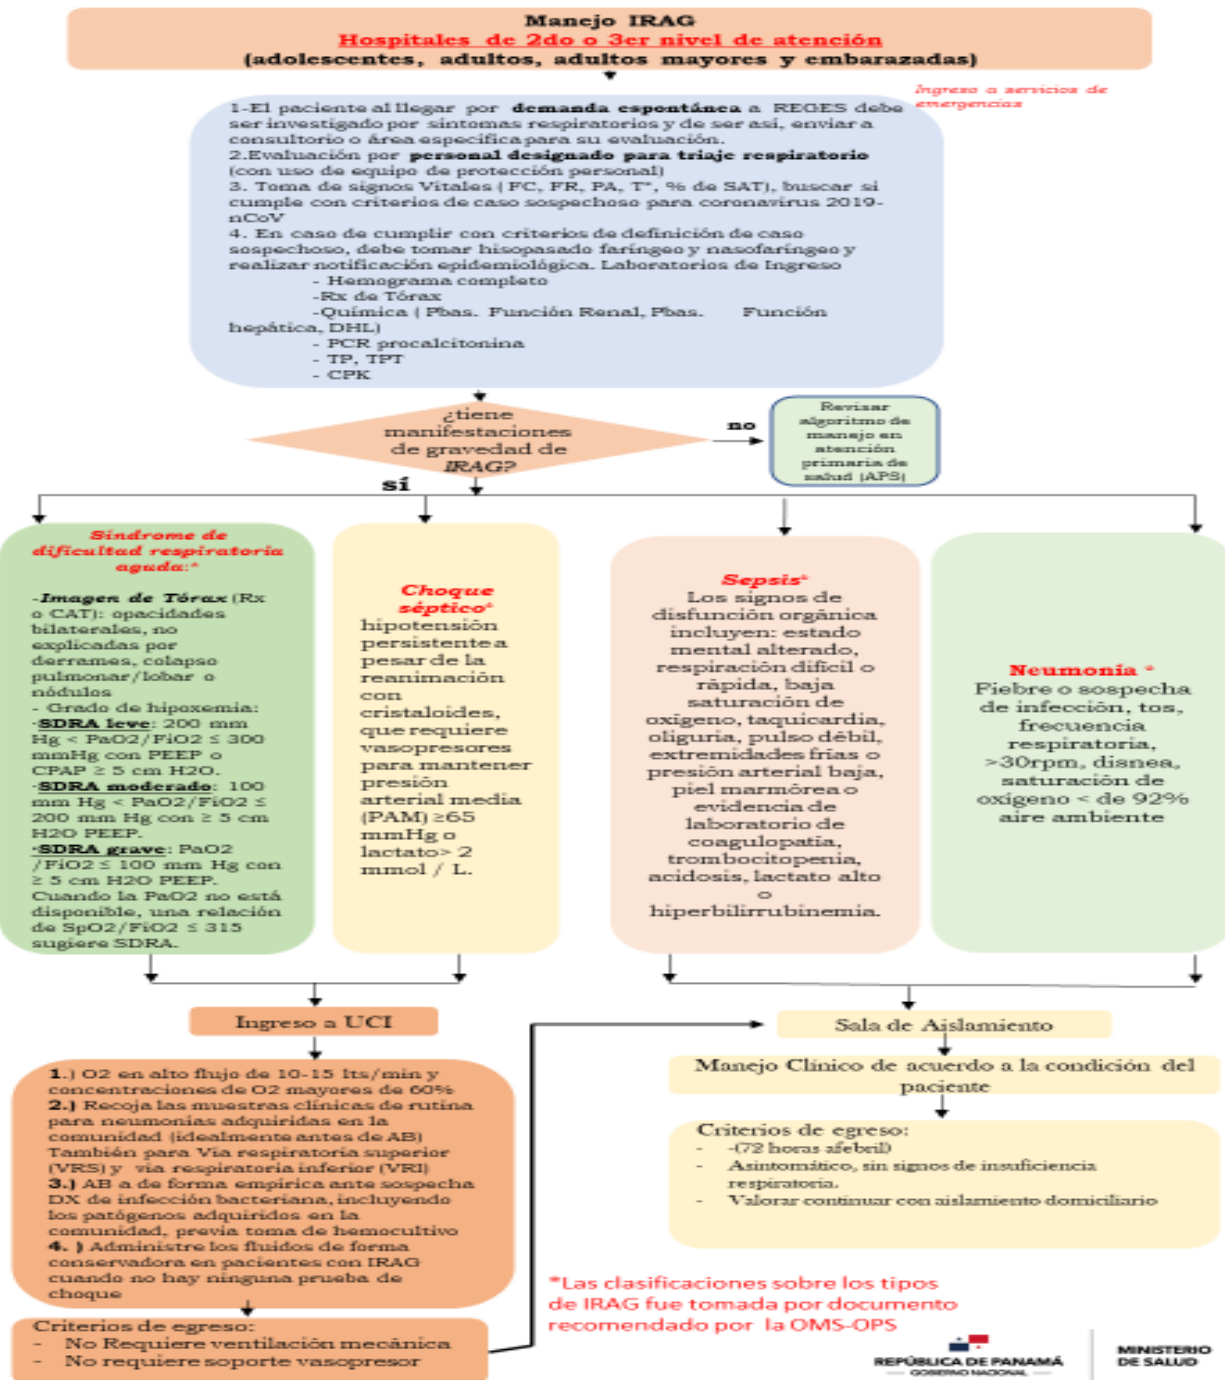 Manejo IRAG
Hospitales de 2do o 3er nivel de atención
(adolescentes, adultos, adultos mayores y embarazadas)
Ingreso a servicios de
emergencias
1-El paciente al llegar por demanda espontánea a REGES debe
ser investigado por síntomas respiratorios y de ser así, enviar a
consultorio o área específica para su evaluación.
2.Evaluación por personal designado para triaje respiratorio
(con uso de equipo de protección personal)
3. Toma de signos Vitales ( FC, FR, PA, T°, % de SAT), buscar si
cumple con criterios de caso sospechoso para coronavirus 2019-
nCoV
4. En caso de cumplir con criterios de definición de caso
sospechoso, debe tomar hisopasado faríngeo y nasofaríngeo y
realizar notificación epidemiológica. Laboratorios de Ingreso
- Hemograma completo
-Rx de Tórax
-Química ( Pbas. Función Renal, Pbas. Función
hepática, DHL)
- PCR procalcitonina
- TP, TPT
- CPK
¿tiene
manifestaciones
de gravedad de
IRAG?
no
Revisar
algoritmo de
manejo en
atención
primaria de
salud (APS)
sí
Síndrome de
dificultad respiratoria
aguda:*
-Imagen de Tórax (Rx
o CAT): opacidades
bilaterales, no
explicadas por
derrames, colapso
pulmonar/lobar o
nódulos
- Grado de hipoxemia:
·SDRA leve: 200 mm
Hg < PaO2/FiO2 ≤ 300
mmHg con PEEP o
CPAP ≥ 5 cm H2O.
·SDRA moderado: 100
mm Hg < PaO2/FiO2 ≤
200 mm Hg con ≥ 5 cm
H2O PEEP.
·SDRA grave: PaO2
/FiO2 ≤ 100 mm Hg con
≥ 5 cm H2O PEEP.
Cuando la PaO2 no está
disponible, una relación
de SpO2/FiO2 ≤ 315
sugiere SDRA.
Choque
séptico*
hipotensión
persistente a
pesar de la
reanimación
con
cristaloides,
que requiere
vasopresores
para mantener
presión
arterial media
(PAM) ≥65
mmHg o
lactato> 2
mmol / L.
Sepsis*
Los signos de
disfunción orgánica
incluyen: estado
mental alterado,
respiración difícil o
rápida, baja
saturación de
oxígeno, taquicardia,
oliguria, pulso débil,
extremidades frías o
presión arterial baja,
piel marmórea o
evidencia de
laboratorio de
coagulopatía,
trombocitopenia,
acidosis, lactato alto
o
hiperbilirrubinemia.
Neumonía *
Fiebre o sospecha
de infección, tos,
frecuencia
respiratoria,
>30rpm, disnea,
saturación de
oxígeno < de 92%
aire ambiente
Ingreso a UCI
1.) O2 en alto flujo de 10-15 lts/min y
concentraciones de O2 mayores de 60%
2.) Recoja las muestras clínicas de rutina
para neumonías adquiridas en la
comunidad (idealmente antes de AB)
También para Vía respiratoria superior
(VRS) y via respiratoria inferior (VRI)
3.) AB a de forma empírica ante sospecha
DX de infección bacteriana, incluyendo
los patógenos adquiridos en la
comunidad, previa toma de hemocultivo
4. ) Administre los fluidos de forma
conservadora en pacientes con IRAG
cuando no hay ninguna prueba de
choque
Criterios de egreso:
- No Requiere ventilación mecánica
- No requiere soporte vasopresor
Sala de Aislamiento
Manejo Clínico de acuerdo a la condición del
paciente
Criterios de egreso:
- -(72 horas afebril)
- Asintomático, sin signos de insuficiencia
respiratoria.
- Valorar continuar con aislamiento domiciliario
*Las clasificaciones sobre los tipos
de IRAG fue tomada por documento
recomendado por la OMS-OPS
REPÚBLICA DE PANAMÁ
— GOBIERNO NACIONAL —
MINISTERIO
DE SALUD